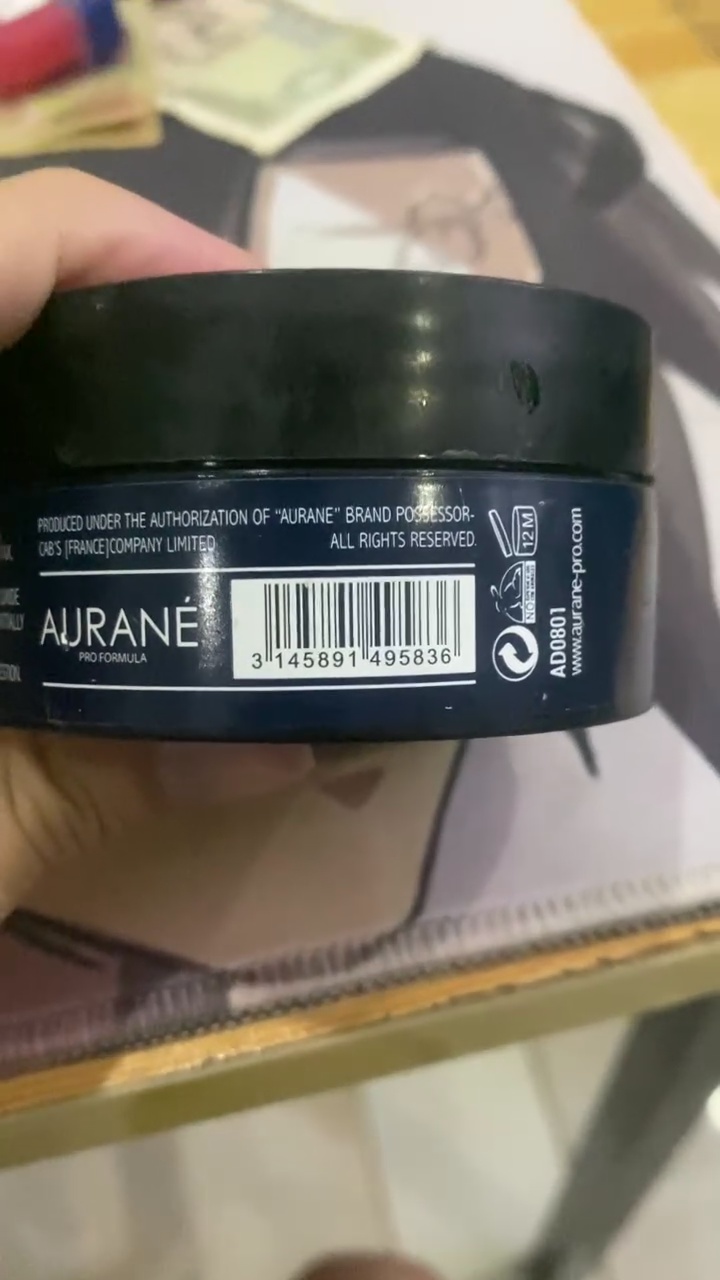 PRODUCED UNDER THE AUTHORIZATION OF "AURANE" BRAND POSSESSOR-
CAB'S [FRANCE]COMPANY LIMITED ALL RIGHTS RESERVED.
AURANÉ
PRO FORMULA
3 145891 495836
12 M
AD0801
www.aurane-pro.com